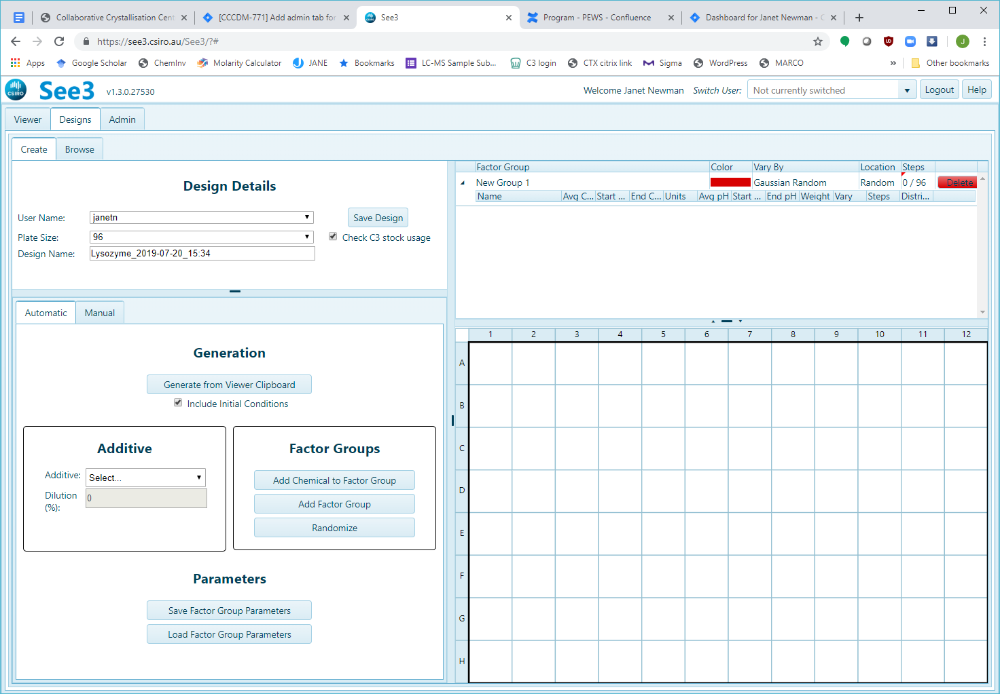 Collaborative Crystallisation Cent
[CCCDM-771] Add admin tab for
See3
Program - PEWS - Confluence
Dashboard for Janet Newman - C
https://see3.csiro.au/See3/?#
J
Apps
Google Scholar
ChemInv
Molarity Calculator
JANE
Bookmarks
LC-MS Sample Sub...
C3 login
CTX citrix link
Sigma
WordPress
MARCO
»
Other bookmarks
CSIRO
See3
v1.3.0.27530
Welcome Janet Newman
Switch User:
Not currently switched
Logout
Help
Viewer
Designs
Admin
Create
Browse
Design Details
User Name:
janetn
Save Design
Plate Size:
96
Check C3 stock usage
Design Name:
Lysozyme_2019-07-20_15:34
Automatic
Manual
Generation
Generate from Viewer Clipboard
Include Initial Conditions
Additive
Additive:
Select...
Dilution
(%):
0
Factor Groups
Add Chemical to Factor Group
Add Factor Group
Randomize
Parameters
Save Factor Group Parameters
Load Factor Group Parameters
Factor Group Color Vary By Location Steps
New Group 1 Gaussian Random Random 0 / 96 Delete
Name Avg C... Start ... End C... Units Avg pH Start ... End pH Weight Vary Steps Distri...
1 2 3 4 5 6 7 8 9 10 11 12
A
B
C
D
E
F
G
H